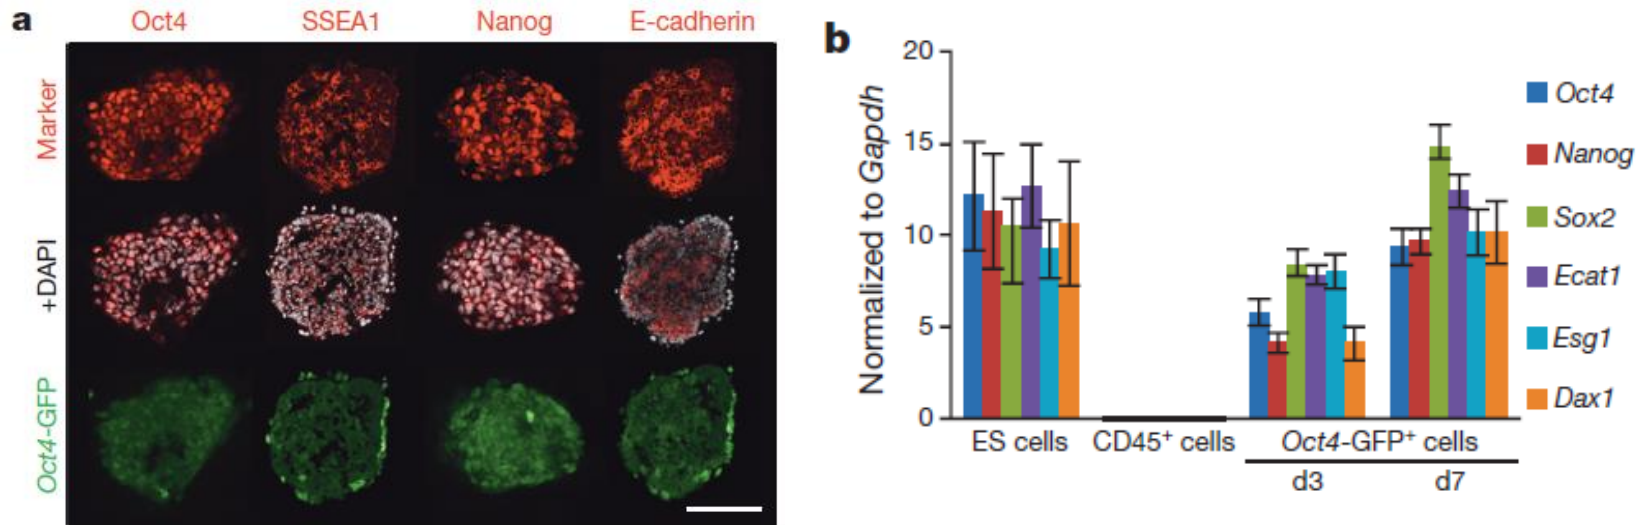 a
Oct4 SSEA1 Nanog E-cadherin
Marker
+DAPI
Oct4-GFP
b
Normalized to Gapdh
20
15
10
5
0
ES cells CD45+ cells Oct4-GFP+ cells
d3 d7
Oct4
Nanog
Sox2
Ecat1
Esg1
Dax1